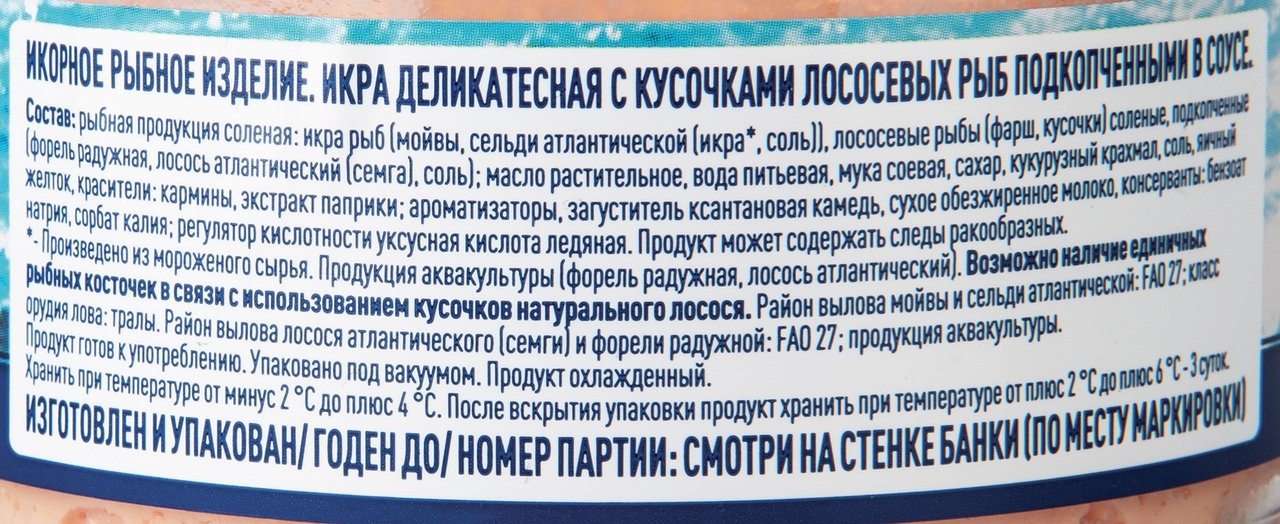 ИКОРНОЕ РЫБНОЕ ИЗДЕЛИЕ. ИКРА ДЕЛИКАТЕСНАЯ С КУСОЧКАМИ ЛОСОСЕВЫХ РЫБ ПОДКОПЧЕННЫМИ В СОУСЕ.
Состав: рыбная продукция соленая: икра рыб (мойвы, сельди атлантической (икра*, соль)), лососевые рыбы (фарш, кусочки) соленые, подкопченные
(форель радужная, лосось атлантический (семга), соль); масло растительное, вода питьевая, мука соевая, сахар, кукурузный крахмал, соль, яичный
желток, красители: кармины, экстракт паприки; ароматизаторы, загуститель ксантановая камедь, сухое обезжиренное молоко, консерванты: бензоат
натрия, сорбат калия; регулятор кислотности уксусная кислота ледяная. Продукт может содержать следы ракообразных.
*- Произведено из мороженого сырья. Продукция аквакультуры (форель радужная, лосось атлантический). Возможно наличие единичных
рыбных косточек в связи с использованием кусочков натурального лосося. Район вылова мойвы и сельди атлантической: FAO 27; класс
орудия лова: тралы. Район вылова лосося атлантического (семги) и форели радужной: FAO 27; продукция аквакультуры.
Продукт готов к употреблению. Упаковано под вакуумом. Продукт охлажденный.
Хранить при температуре от минус 2 °C до плюс 4 °C. После вскрытия упаковки продукт хранить при температуре от плюс 2 °C до плюс 6 °C - 3 суток.
ИЗГОТОВЛЕН И УПАКОВАН/ ГОДЕН ДО/ НОМЕР ПАРТИИ: СМОТРИ НА СТЕНКЕ БАНКИ (ПО МЕСТУ МАРКИРОВКИ)